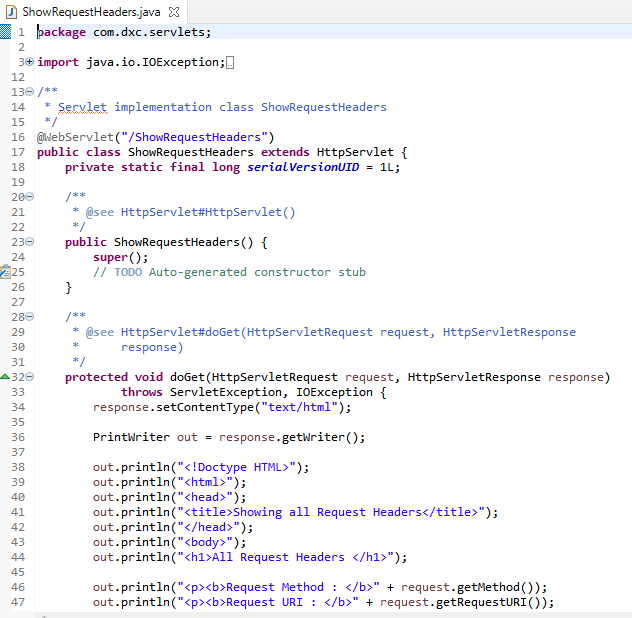 ShowRequestHeaders.java
1 package com.dxc.servlets;
2
3 import java.io.IOException;
12
13 /**
14 * Servlet implementation class ShowRequestHeaders
15 */
16 @WebServlet("/ShowRequestHeaders")
17 public class ShowRequestHeaders extends HttpServlet {
18 private static final long serialVersionUID = 1L;
19
20 /**
21 * @see HttpServlet#HttpServlet()
22 */
23 public ShowRequestHeaders() {
24 super();
25 // TODO Auto-generated constructor stub
26 }
27
28 /**
29 * @see HttpServlet#doGet(HttpServletRequest request, HttpServletResponse
30 * response)
31 */
32 protected void doGet(HttpServletRequest request, HttpServletResponse response)
33 throws ServletException, IOException {
34 response.setContentType("text/html");
35
36 PrintWriter out = response.getWriter();
37
38 out.println("<!Doctype HTML>");
39 out.println("<html>");
40 out.println("<head>");
41 out.println("<title>Showing all Request Headers</title>");
42 out.println("</head>");
43 out.println("<body>");
44 out.println("<h1>All Request Headers </h1>");
45
46 out.println("<p><b>Request Method : </b>" + request.getMethod());
47 out.println("<p><b>Request URI : </b>" + request.getRequestURI());